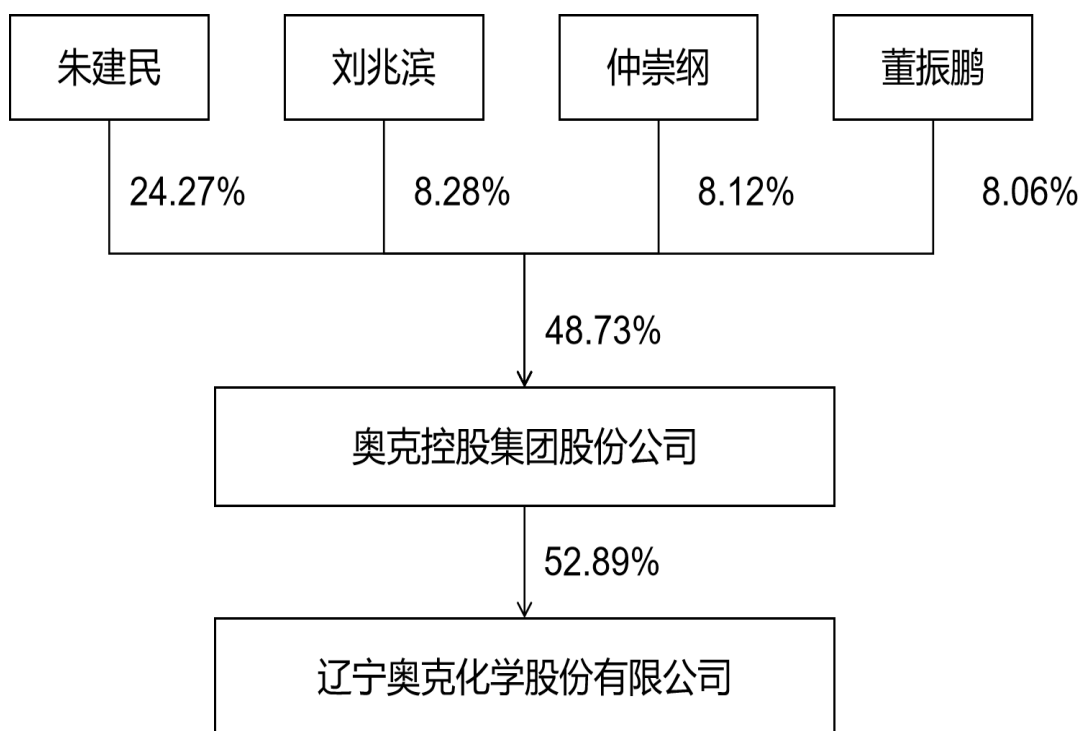 朱建民
刘兆滨
仲崇纲
董振鹏
24.27%
8.28%
8.12%
8.06%
48.73%
奥克控股集团股份公司
52.89%
辽宁奥克化学股份有限公司